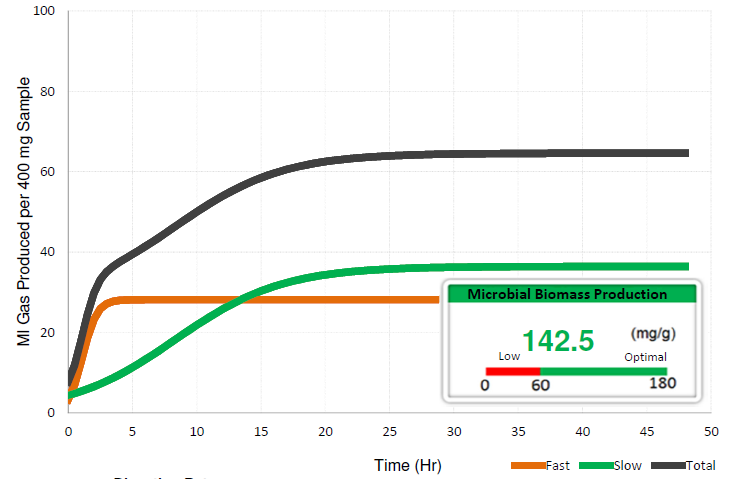 100
80
60
40
20
0
Ml Gas Produced per 400 mg Sample
0 5 10 15 20 25 30 35 40 45 50
Time (Hr)
Fast Slow Total
Microbial Biomass Production
142.5 (mg/g)
Low Optimal
0 60 180